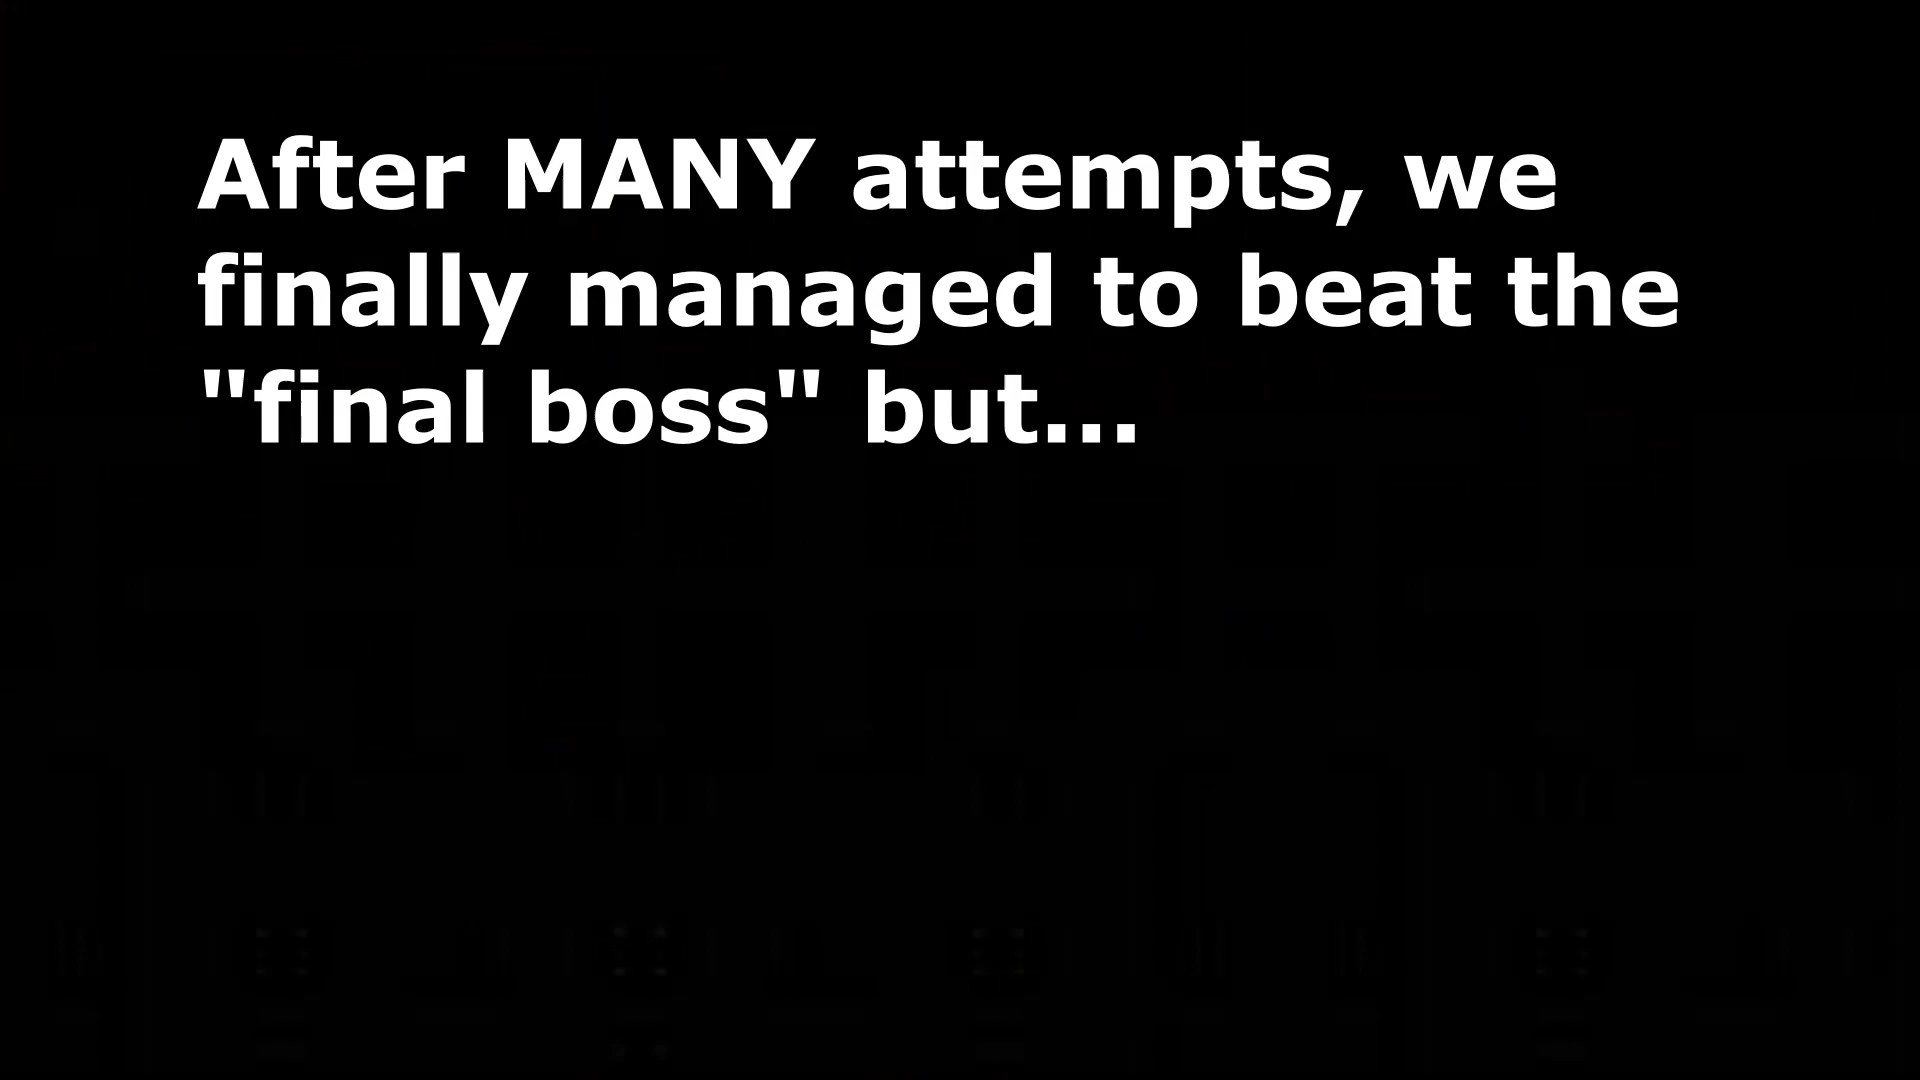 After MANY attempts, we
finally managed to beat the
"final boss" but...